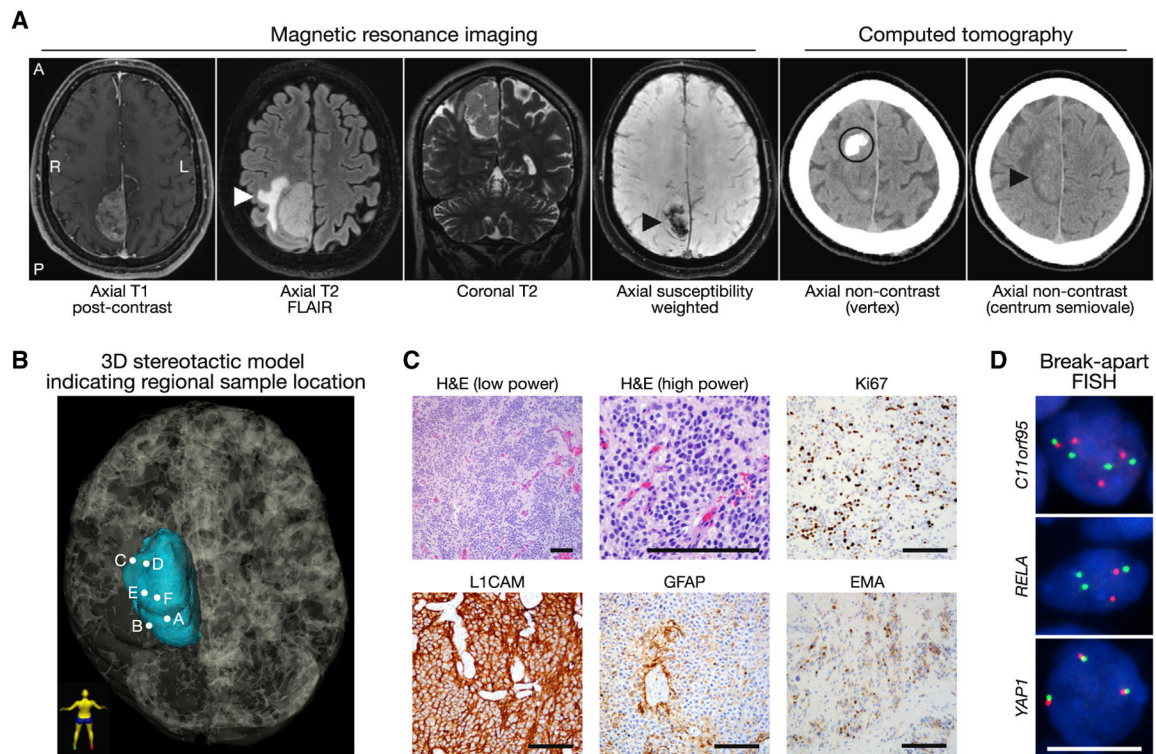 A
Magnetic resonance imaging
Computed tomography
A
R
L
P
Axial T1
post-contrast
Axial T2
FLAIR
Coronal T2
Axial susceptibility
weighted
Axial non-contrast
(vertex)
Axial non-contrast
(centrum semiovale)
B
3D stereotactic model
indicating regional sample location
C
D
E
F
A
B
C
H&E (low power)
H&E (high power)
Ki67
L1CAM
GFAP
EMA
D
Break-apart
FISH
C11orf95
RELA
YAP1